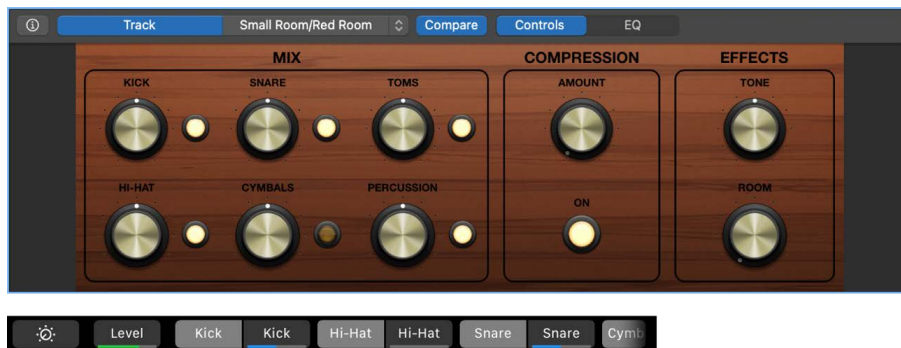 Track Small Room/Red Room Compare Controls EQ
MIX COMPRESSION EFFECTS
KICK SNARE TOMS AMOUNT TONE
HI-HAT CYMBALS PERCUSSION ON ROOM
Level Kick Kick Hi-Hat Hi-Hat Snare Snare Cymb